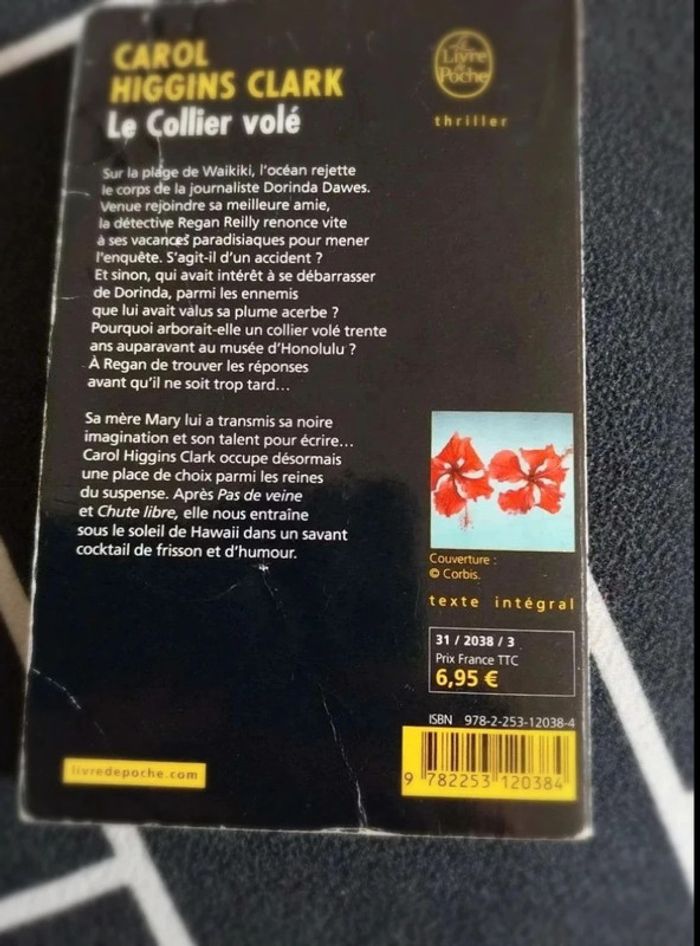 CAROL
HIGGINS CLARK
Le Collier volé
Le
Livre
de
Poche
thriller
Sur la plage de Waikiki, l'océan rejette
le corps de la journaliste Dorinda Dawes.
Venue rejoindre sa meilleure amie,
la détective Regan Reilly renonce vite
à ses vacances paradisiaques pour mener
l'enquête. S'agit-il d'un accident ?
Et sinon, qui avait intérêt à se débarrasser
de Dorinda, parmi les ennemis
que lui avait valus sa plume acerbe ?
Pourquoi arborait-elle un collier volé trente
ans auparavant au musée d'Honolulu ?
À Regan de trouver les réponses
avant qu'il ne soit trop tard...
Sa mère Mary lui a transmis sa noire
imagination et son talent pour écrire...
Carol Higgins Clark occupe désormais
une place de choix parmi les reines
du suspense. Après Pas de veine
et Chute libre, elle nous entraîne
sous le soleil de Hawaii dans un savant
cocktail de frisson et d'humour.
Couverture :
© Corbis.
texte intégral
31 / 2038 / 3
Prix France TTC
6,95 €
ISBN 978-2-253-12038-4
9 782253 120384
livredepoche.com